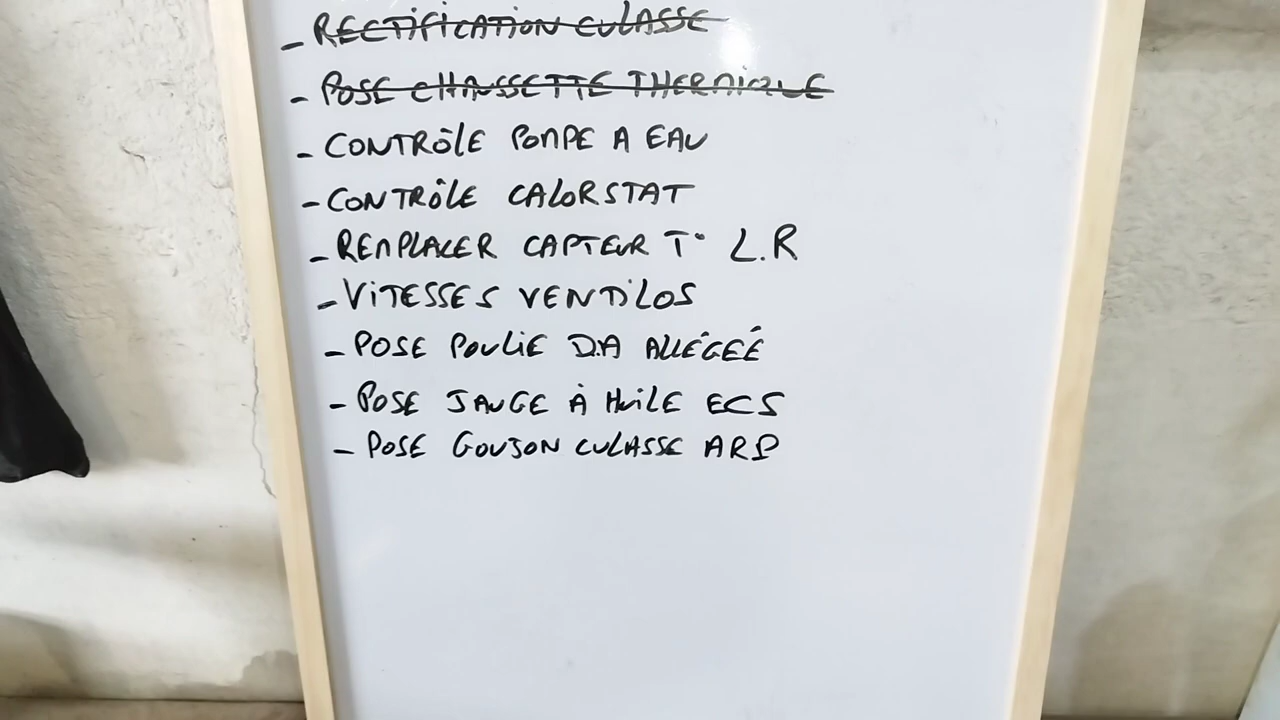 - RECTIFICATION CULASSE
- POSE CHAUSSETTE THERMIQUE
- CONTRÔLE POMPE A EAU
- CONTRÔLE CALORSTAT
- REMPLACER CAPTEUR T° L.R
- VITESSES VENTILOS
- POSE POULIE D.A ALLÉGÉE
- POSE JAUGE À HUILE ECS
- POSE GOUJON CULASSE ARP